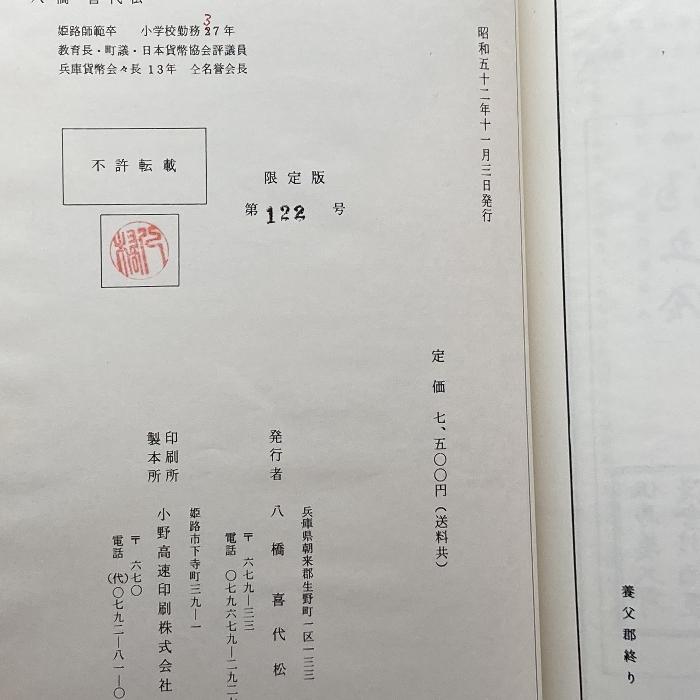 八橋喜代松
姫路師範卒　小学校勤務37年
教育長・町議・日本貨幣協会評議員
兵庫貨幣会々長13年　仝名誉会長
不許転載
限定版
第122号
昭和五十二年十一月三日発行
定価　七、五〇〇円（送料共）
兵庫県朝来郡生野町一区一三三
発行者　八橋喜代松
〒　六七九―三三
電話　〇七九六七九―二九二
姫路市下寺町三九―一
印刷所
製本所
小野高速印刷株式会社
〒　六七〇
電話　（代）〇七九二―八一―〇
養父郡終り